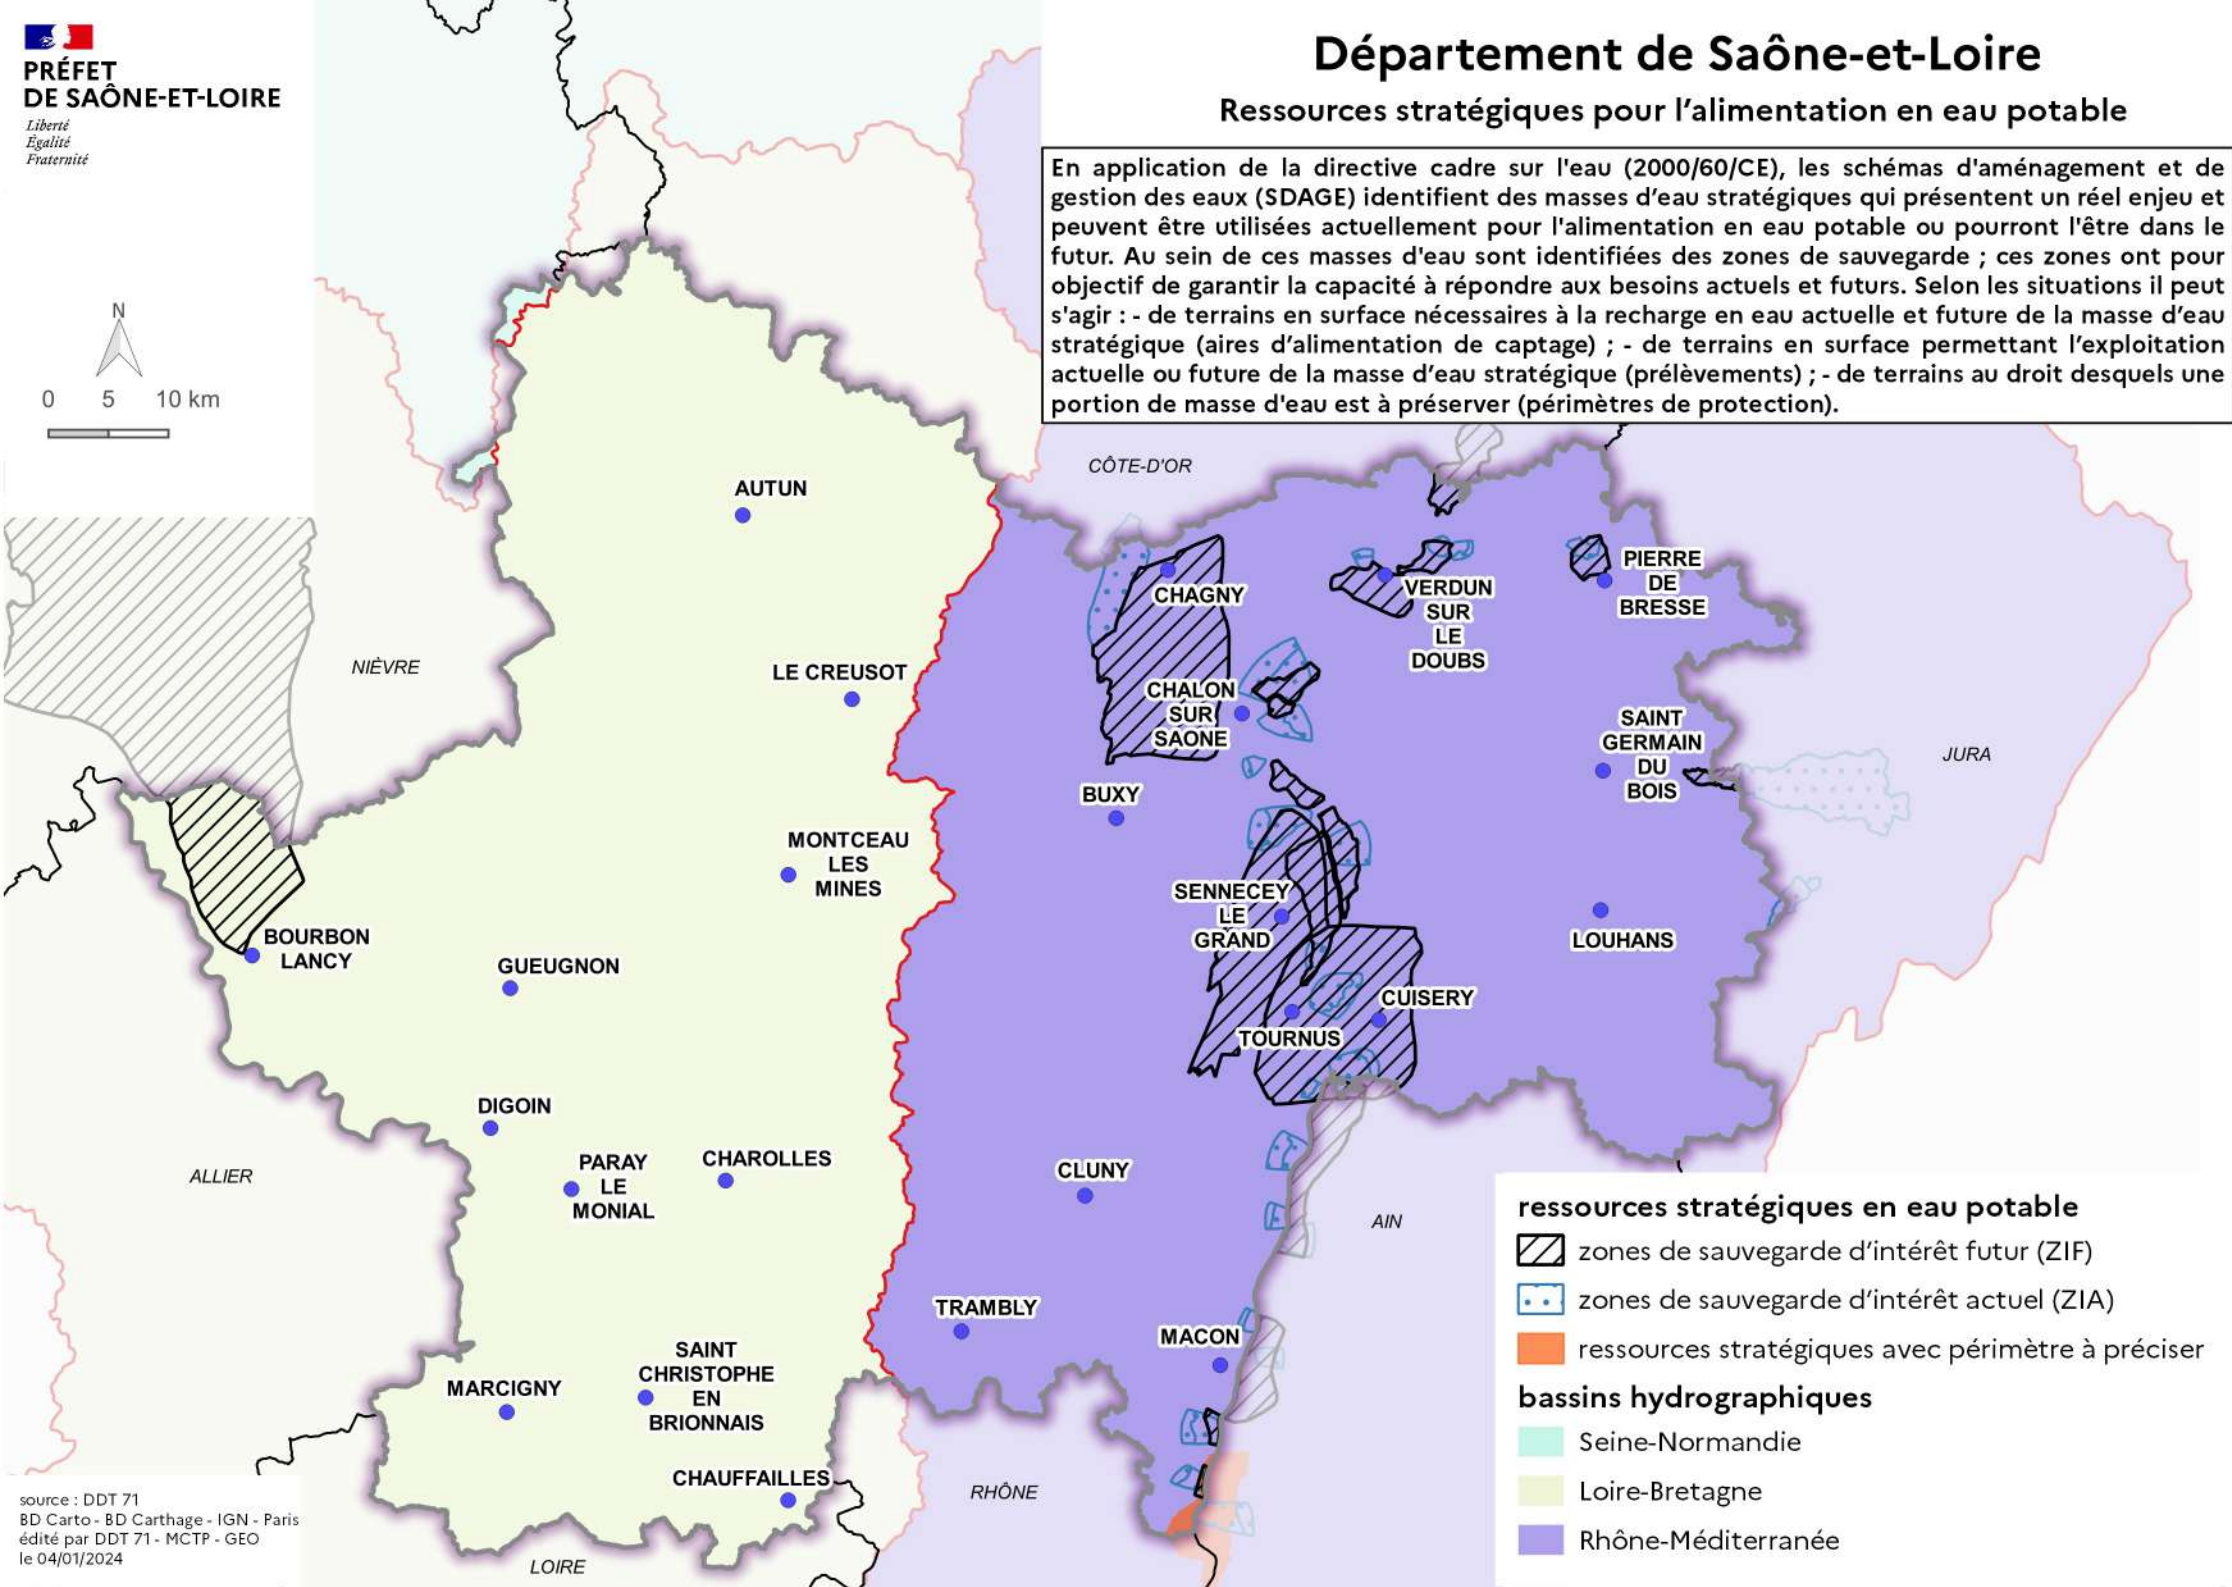 PRÉFET
DE SAÔNE-ET-LOIRE
Liberté
Égalité
Fraternité
Département de Saône-et-Loire
Ressources stratégiques pour l'alimentation en eau potable
En application de la directive cadre sur l'eau (2000/60/CE), les schémas d'aménagement et de
gestion des eaux (SDAGE) identifient des masses d'eau stratégiques qui présentent un réel enjeu et
peuvent être utilisées actuellement pour l'alimentation en eau potable ou pourront l'être dans le
futur. Au sein de ces masses d'eau sont identifiées des zones de sauvegarde ; ces zones ont pour
objectif de garantir la capacité à répondre aux besoins actuels et futurs. Selon les situations il peut
s'agir : - de terrains en surface nécessaires à la recharge en eau actuelle et future de la masse d'eau
stratégique (aires d'alimentation de captage) ; - de terrains en surface permettant l'exploitation
actuelle ou future de la masse d'eau stratégique (prélèvements) ; - de terrains au droit desquels une
portion de masse d'eau est à préserver (périmètres de protection).
N
0 5 10 km
CÔTE-D'OR
AUTUN
PIERRE
DE
BRESSE
CHAGNY
VERDUN
SUR
LE
DOUBS
NIÈVRE
LE CREUSOT
CHALON
SUR
SAONE
SAINT
GERMAIN
DU
BOIS
JURA
BUXY
MONTCEAU
LES
MINES
SENNECEY
LE
GRAND
BOURBON
LANCY
LOUHANS
GUEUGNON
CUISERY
TOURNUS
DIGOIN
PARAY
LE
MONIAL
CHAROLLES
CLUNY
ALLIER
AIN
TRAMBLY
MACON
SAINT
CHRISTOPHE
EN
BRIONNAIS
MARCIGNY
CHAUFFAILLES
RHÔNE
LOIRE
ressources stratégiques en eau potable
zones de sauvegarde d'intérêt futur (ZIF)
zones de sauvegarde d'intérêt actuel (ZIA)
ressources stratégiques avec périmètre à préciser
bassins hydrographiques
Seine-Normandie
Loire-Bretagne
Rhône-Méditerranée
source : DDT 71
BD Carto - BD Carthage - IGN - Paris
édité par DDT 71 - MCTP - GEO
le 04/01/2024